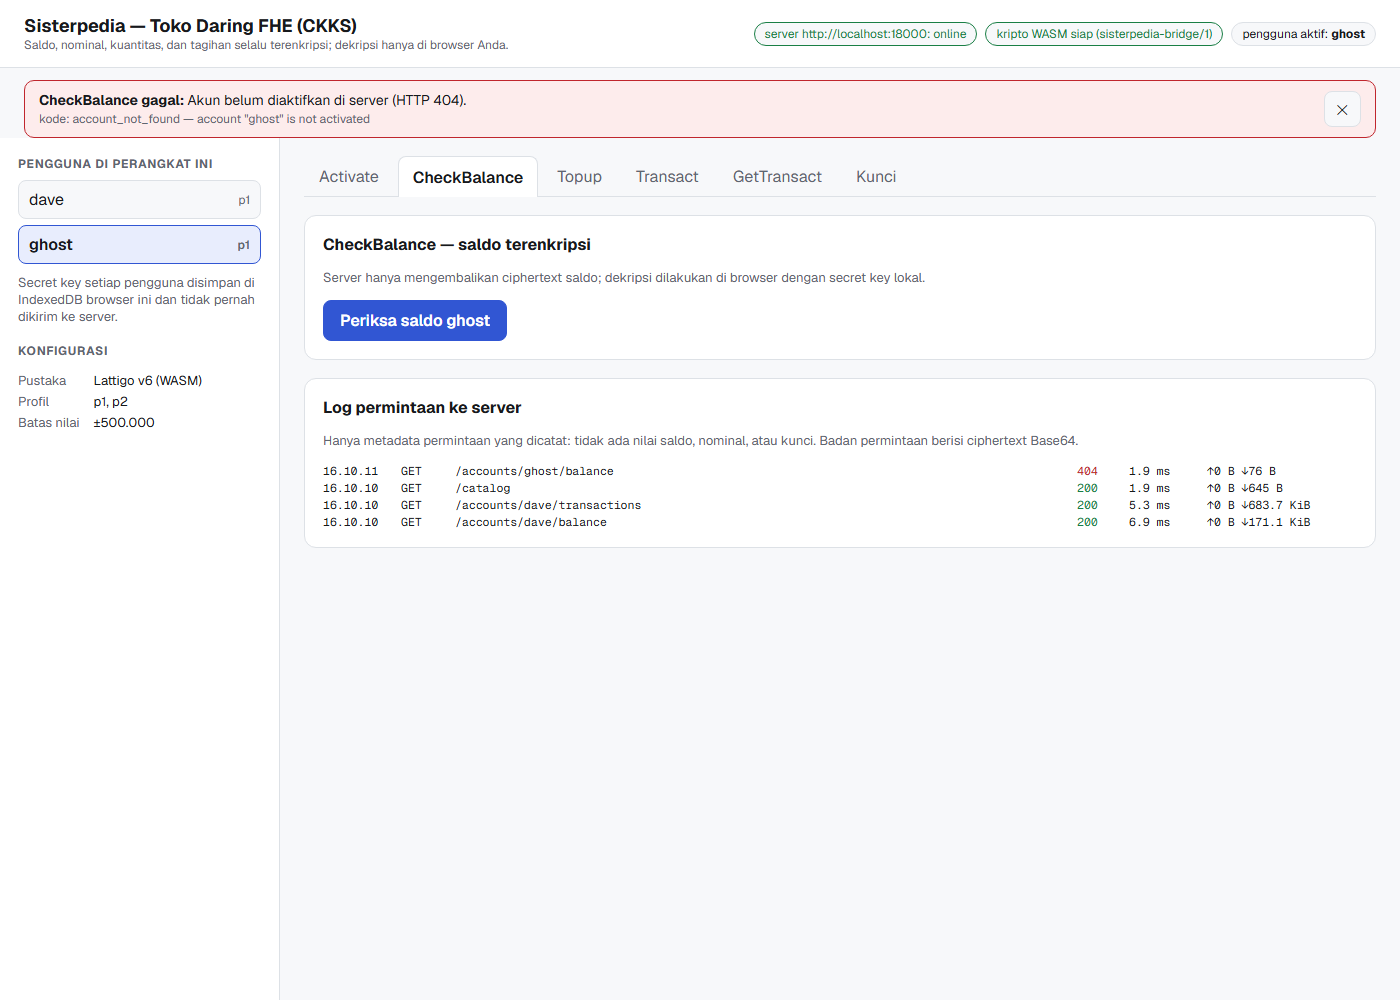 Sisterpedia — Toko Daring FHE (CKKS)
Saldo, nominal, kuantitas, dan tagihan selalu terenkripsi; dekripsi hanya di browser Anda.
server http://localhost:18000: online
kripto WASM siap (sisterpedia-bridge/1)
pengguna aktif: ghost
CheckBalance gagal: Akun belum diaktifkan di server (HTTP 404).
kode: account_not_found — account "ghost" is not activated
PENGGUNA DI PERANGKAT INI
dave p1
ghost p1
Secret key setiap pengguna disimpan di
IndexedDB browser ini dan tidak pernah
dikirim ke server.
KONFIGURASI
Pustaka Lattigo v6 (WASM)
Profil p1, p2
Batas nilai ±500.000
Activate CheckBalance Topup Transact GetTransact Kunci
CheckBalance — saldo terenkripsi
Server hanya mengembalikan ciphertext saldo; dekripsi dilakukan di browser dengan secret key lokal.
Periksa saldo ghost
Log permintaan ke server
Hanya metadata permintaan yang dicatat: tidak ada nilai saldo, nominal, atau kunci. Badan permintaan berisi ciphertext Base64.
16.10.11 GET /accounts/ghost/balance 404 1.9 ms ↑0 B ↓76 B
16.10.10 GET /catalog 200 1.9 ms ↑0 B ↓645 B
16.10.10 GET /accounts/dave/transactions 200 5.3 ms ↑0 B ↓683.7 KiB
16.10.10 GET /accounts/dave/balance 200 6.9 ms ↑0 B ↓171.1 KiB